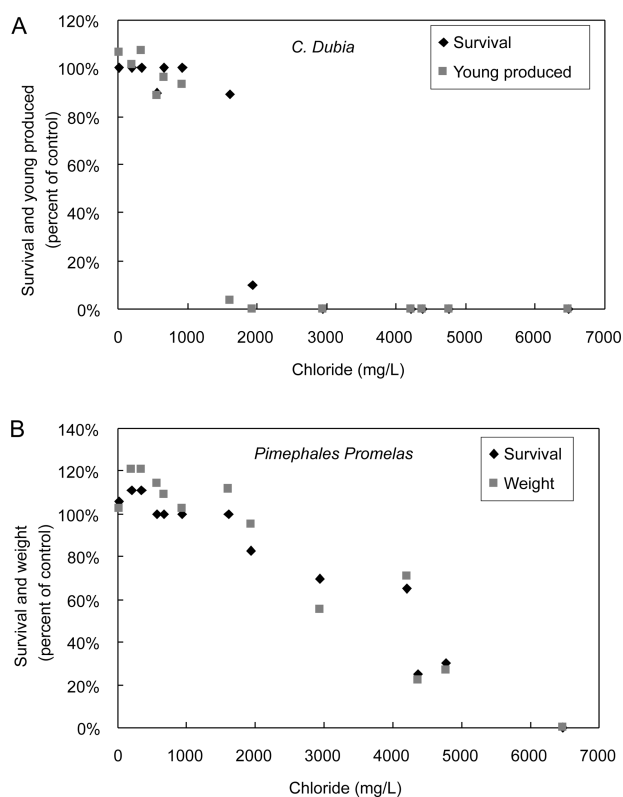 A
C. Dubia
Survival
Young produced
Survival and young produced
(percent of control)
120%
100%
80%
60%
40%
20%
0%
0 1000 2000 3000 4000 5000 6000 7000
Chloride (mg/L)
B
Pimephales Promelas
Survival
Weight
Survival and weight
(percent of control)
140%
120%
100%
80%
60%
40%
20%
0%
0 1000 2000 3000 4000 5000 6000 7000
Chloride (mg/L)